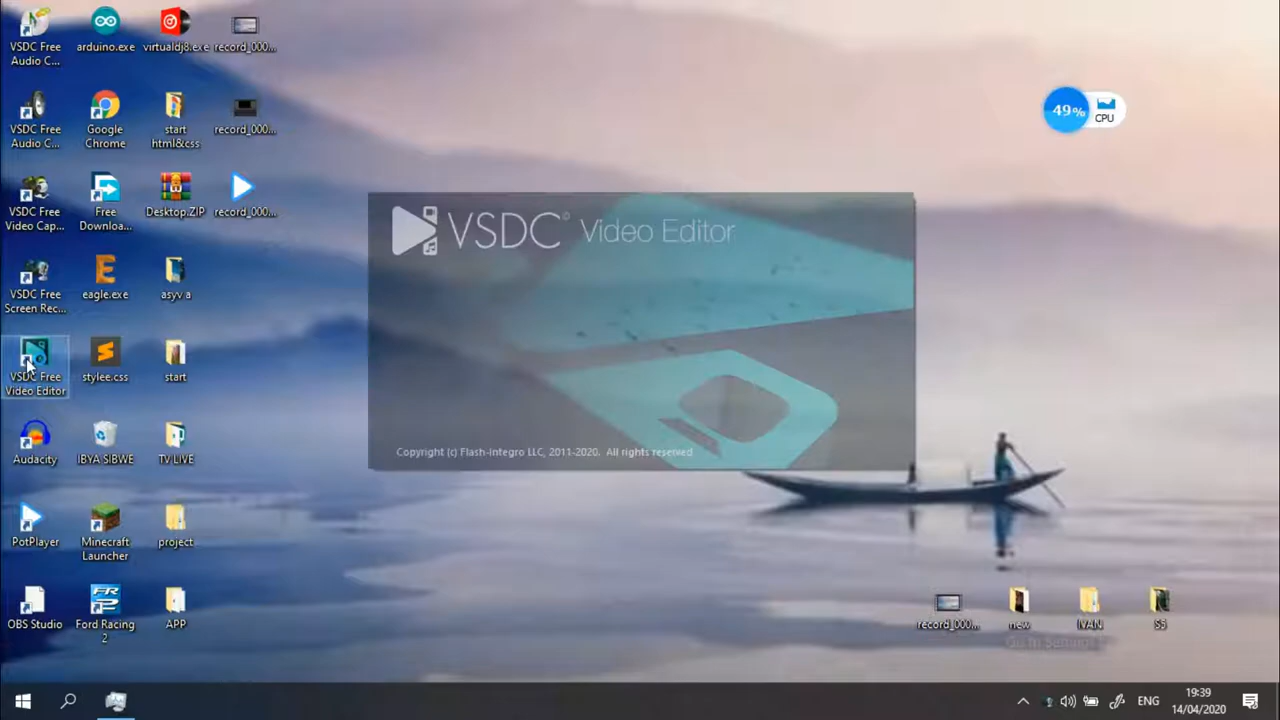 VSDC Free
Audio C...
arduino.exe
virtualdj8.exe
record_000...
VSDC Free
Audio C...
Google
Chrome
start
html&css
record_000...
VSDC Free
Video Cap...
Free
Downloa...
Desktop.ZIP
record_000...
VSDC Free
Screen Rec...
eagle.exe
asyv a
VSDC Free
Video Editor
stylee.css
start
Audacity
IBYA SIBWE
TV LIVE
PotPlayer
Minecraft
Launcher
project
OBS Studio
Ford Racing
2
APP
49%
CPU
VSDC© Video Editor
Copyright (c) Flash-Integro LLC, 2011-2020. All rights reserved
record_000...
new
IVAN
S5
ENG
19:39
14/04/2020